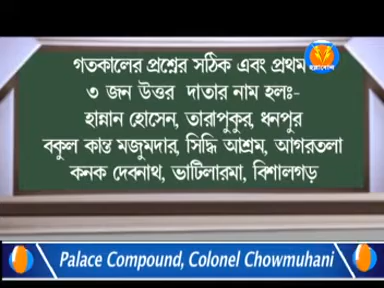 গতকালের প্রশ্নের সঠিক এবং প্রথম
৩ জন উত্তর দাতার নাম হলঃ-
হান্নান হোসেন, তারাপুকুর, ধনপুর
বকুল কান্ত মজুমদার, সিদ্ধি আশ্রম, আগরতলা
কনক দেবনাথ, ভাটিলারমা, বিশালগড়
Palace Compound, Colonel Chowmuhani